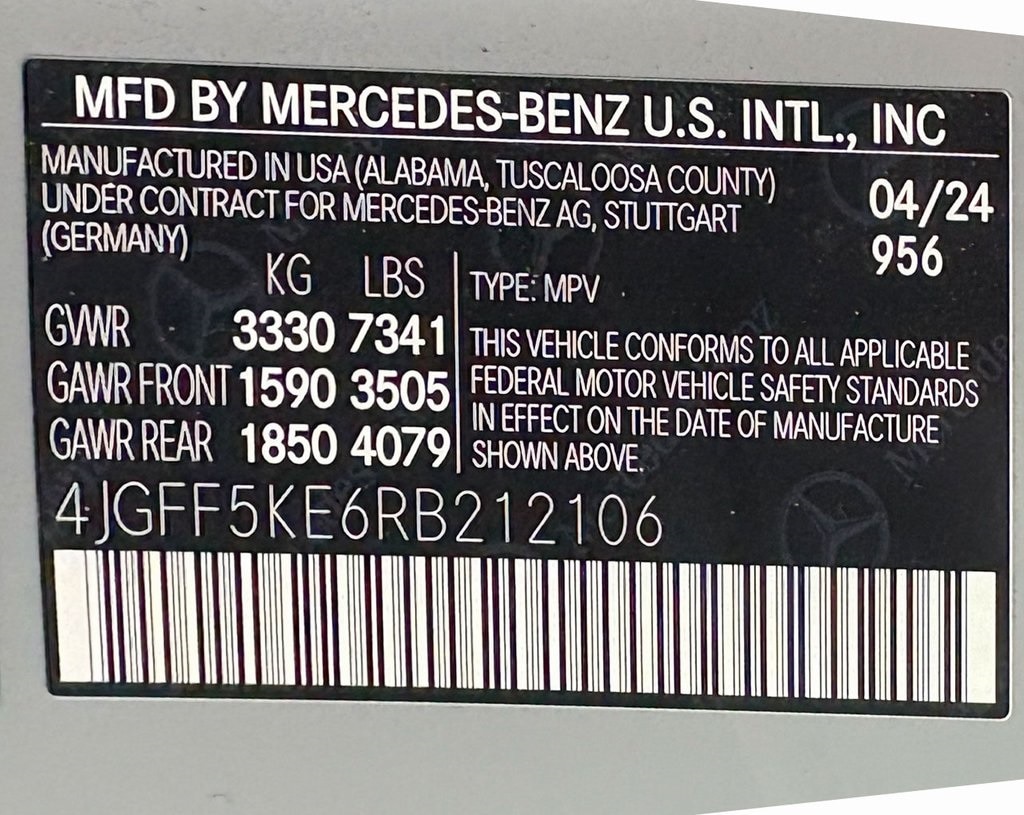 MFD BY MERCEDES-BENZ U.S. INTL., INC
MANUFACTURED IN USA (ALABAMA, TUSCALOOSA COUNTY)
UNDER CONTRACT FOR MERCEDES-BENZ AG, STUTTGART
(GERMANY)
04/24
956
KG LBS
GVWR 3330 7341
GAWR FRONT 1590 3505
GAWR REAR 1850 4079
TYPE: MPV
THIS VEHICLE CONFORMS TO ALL APPLICABLE
FEDERAL MOTOR VEHICLE SAFETY STANDARDS
IN EFFECT ON THE DATE OF MANUFACTURE
SHOWN ABOVE.
4JGFF5KE6RB212106